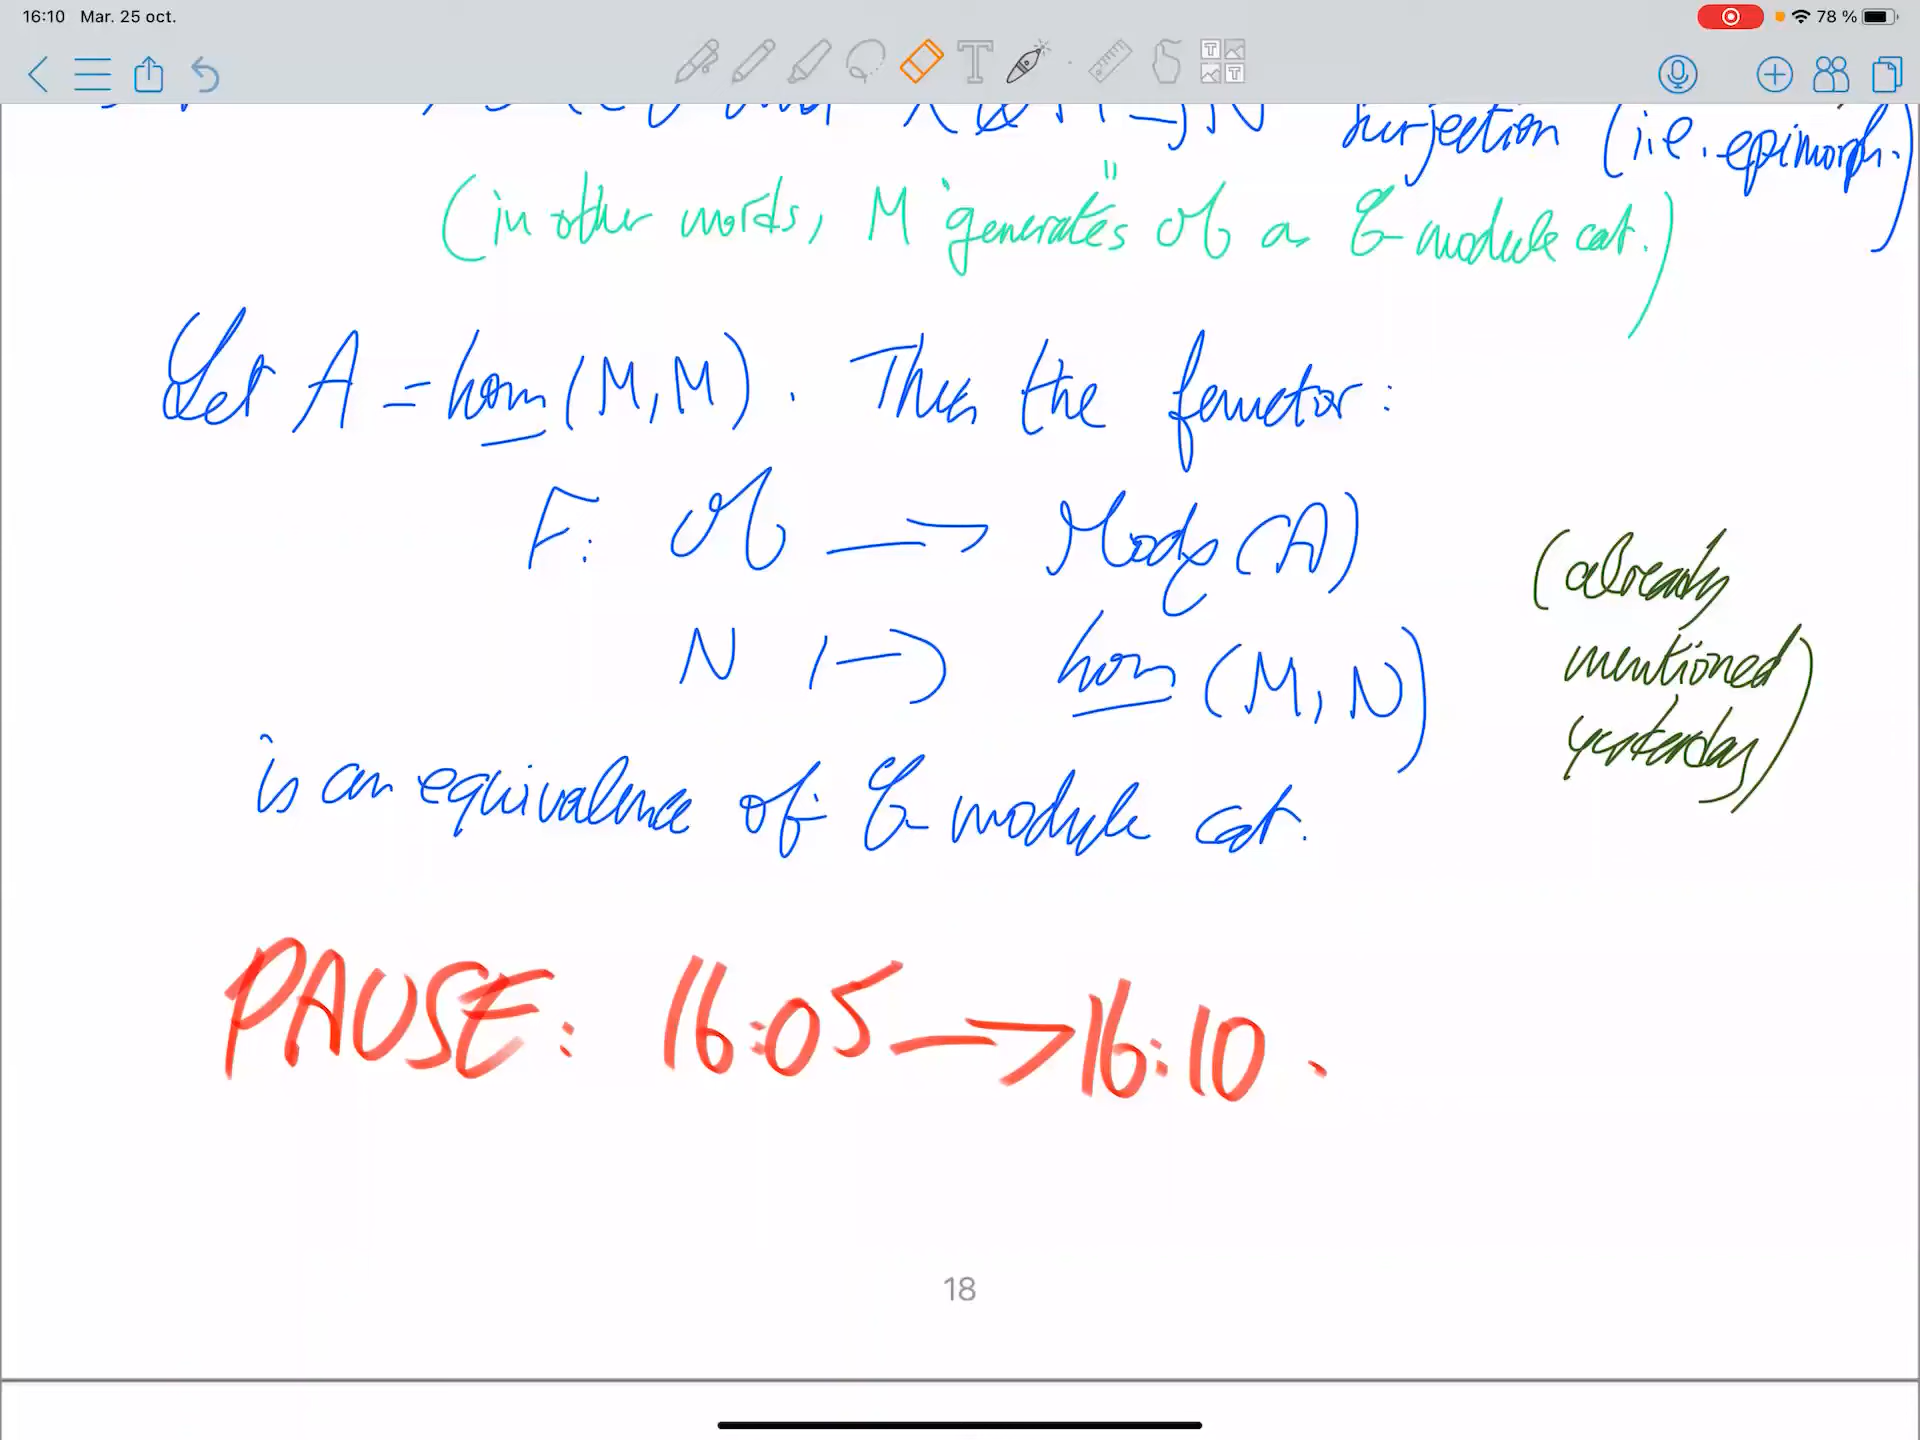 16:10 Mar. 25 oct. 78 %
surjection (i.e. epimorph.)
(in other words, M "generates" ℳ as 𝒞-module cat.)
Let A = hom(M,M). Then the functor:
F: ℳ → Mod𝒞(A)
(already
N ↦ hom(M,N)
mentioned
yesterday)
is an equivalence of 𝒞-module cat.
PAUSE: 16:05 → 16:10.
18